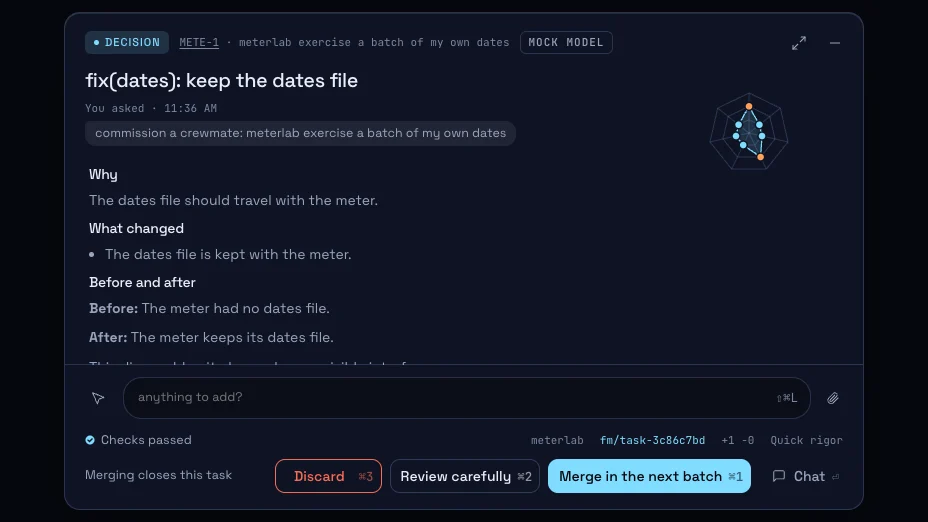 DECISION METE-1 · meterlab exercise a batch of my own dates MOCK MODEL
fix(dates): keep the dates file
You asked · 11:36 AM
commission a crewmate: meterlab exercise a batch of my own dates
Why
The dates file should travel with the meter.
What changed
The dates file is kept with the meter.
Before and after
Before: The meter had no dates file.
After: The meter keeps its dates file.
anything to add? ⇧⌘L
Checks passed meterlab fm/task-3c86c7bd +1 -0 Quick rigor
Merging closes this task Discard ⌘3 Review carefully ⌘2 Merge in the next batch ⌘1 Chat ⏎